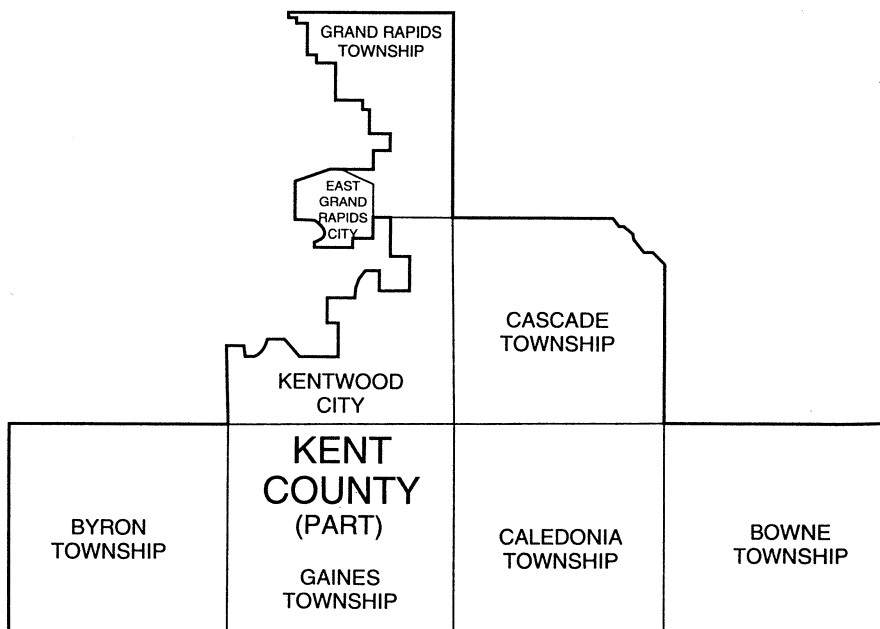 GRAND RAPIDS
TOWNSHIP
EAST
GRAND
RAPIDS
CITY
CASCADE
TOWNSHIP
KENTWOOD
CITY
KENT
COUNTY
(PART)
BYRON
TOWNSHIP
GAINES
TOWNSHIP
CALEDONIA
TOWNSHIP
BOWNE
TOWNSHIP